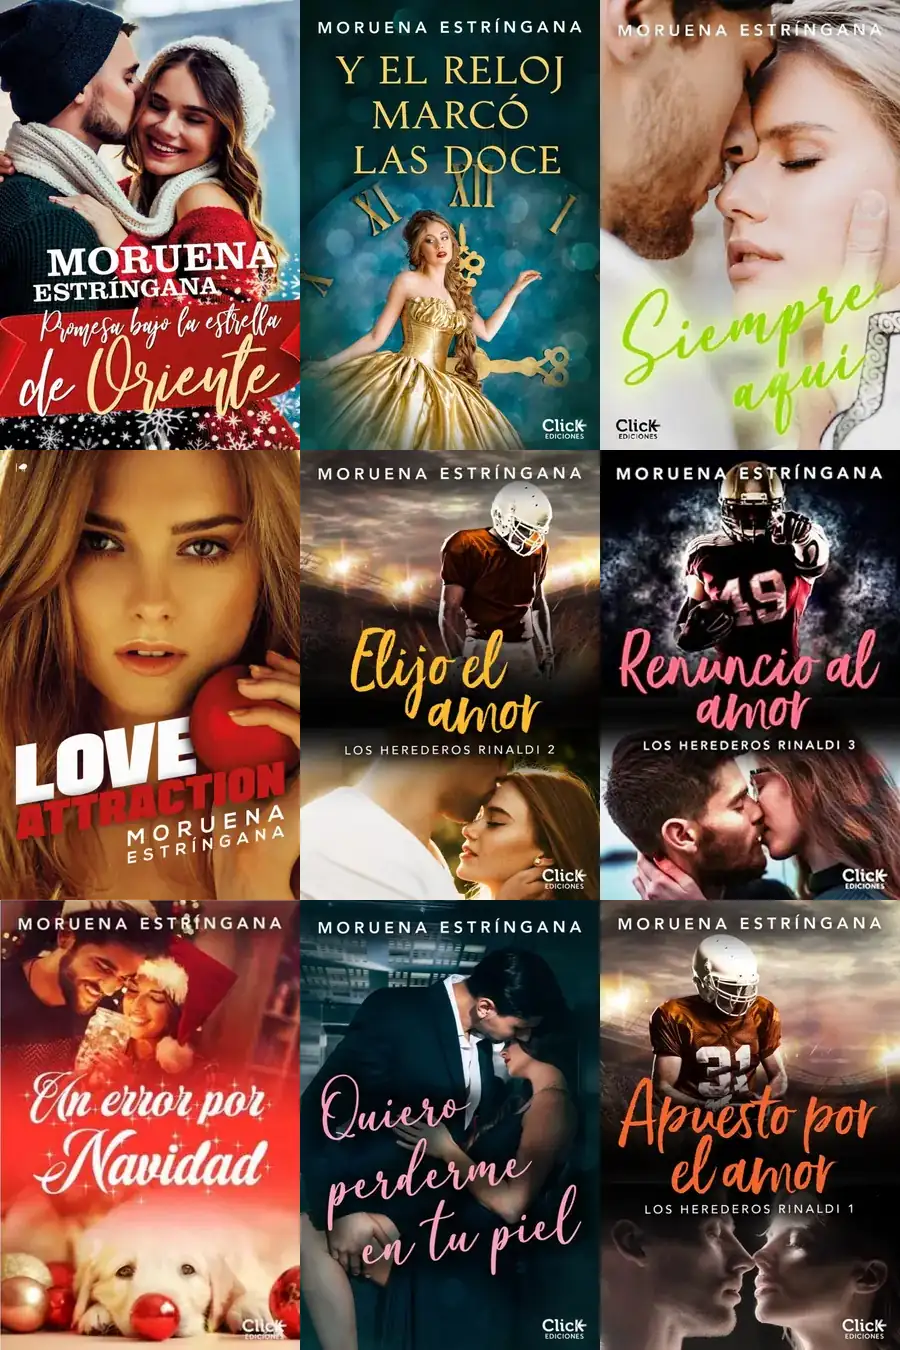 MORUENA
ESTRÍNGANA
Promesa bajo la estrella
de Oriente
MORUENA ESTRÍNGANA
Y EL RELOJ
MARCÓ
LAS DOCE
XI
XII
I
X
Click
EDICIONES
MORUENA ESTRÍNGANA
Siempre
aquí
Click
EDICIONES
LOVE
ATTRACTION
MORUENA
ESTRÍNGANA
MORUENA ESTRÍNGANA
Elijo el
amor
LOS HEREDEROS RINALDI 2
Click
EDICIONES
MORUENA ESTRÍNGANA
49
Renuncio al
amor
LOS HEREDEROS RINALDI 3
Click
EDICIONES
MORUENA ESTRÍNGANA
Un error por
Navidad
Click
EDICIONES
MORUENA ESTRÍNGANA
Quiero
perderme
en tu piel
Click
EDICIONES
MORUENA ESTRÍNGANA
31
Apuesto por
el amor
LOS HEREDEROS RINALDI 1
Click
EDICIONES